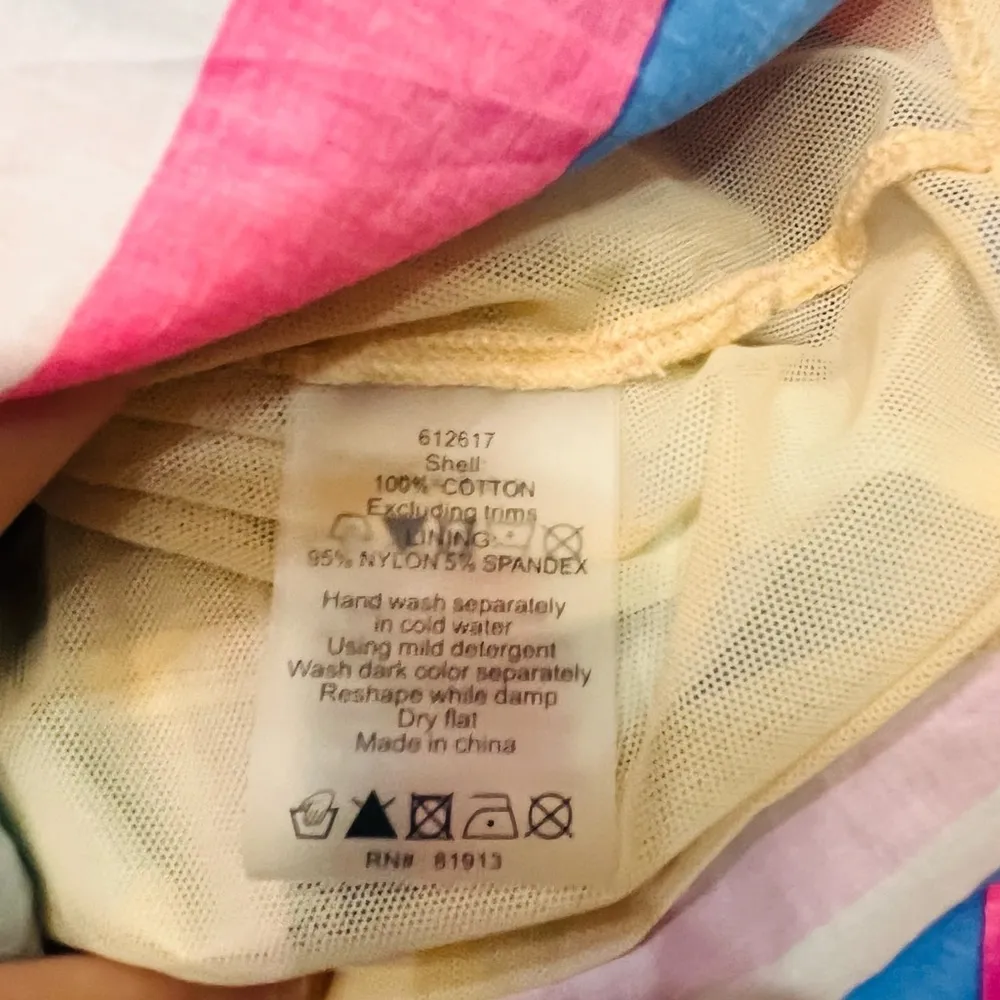 612617
Shell
100% COTTON
Excluding trims
LINING:
95% NYLON 5% SPANDEX
Hand wash separately
in cold water
Using mild detergent
Wash dark color separately
Reshape while damp
Dry flat
Made in china
RN# 81913